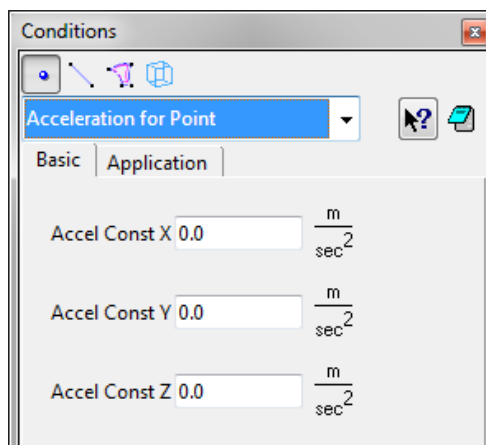 Conditions
Acceleration for Point
?
Basic Application
Accel Const X 0.0 m/sec²
Accel Const Y 0.0 m/sec²
Accel Const Z 0.0 m/sec²